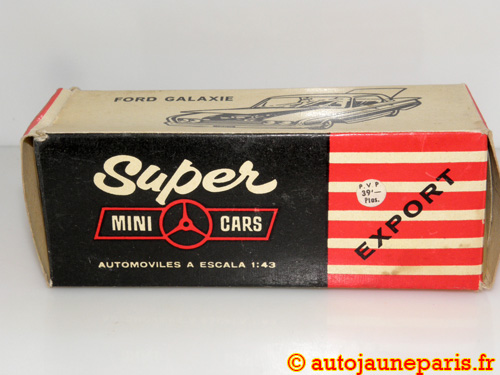 FORD GALAXIE
Super
MINI CARS
AUTOMOVILES A ESCALA 1:43
P.V.P
39'—
Ptas.
EXPORT
© autojauneparis.fr